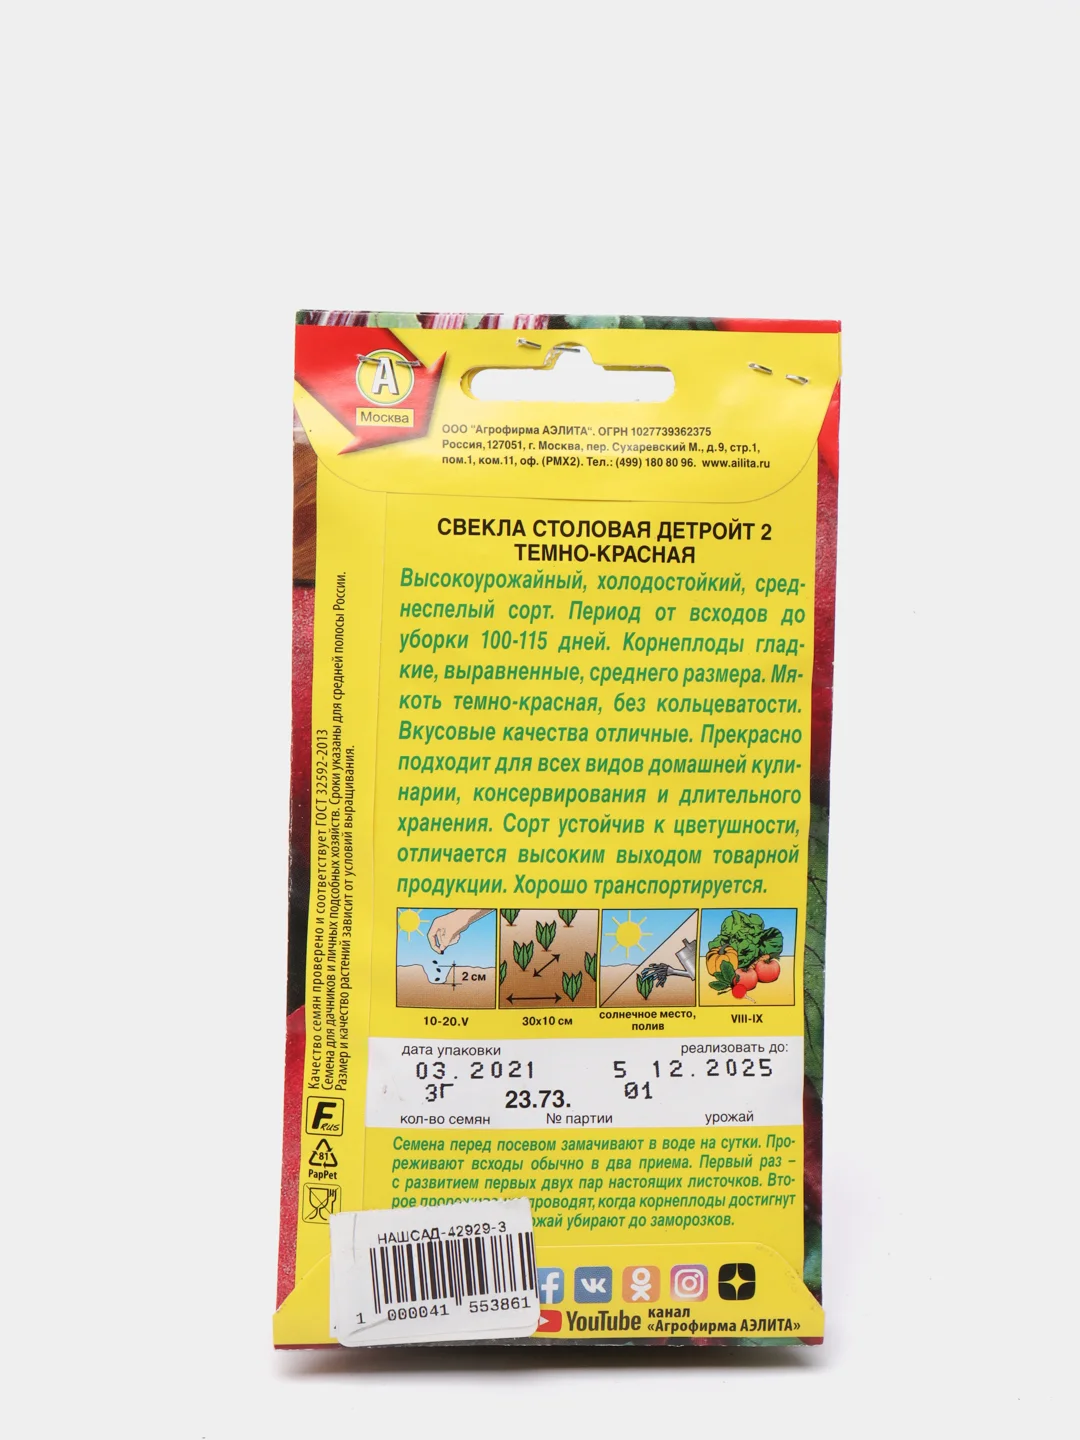 А
Москва
ООО "Агрофирма АЭЛИТА". ОГРН 1027739362375
Россия,127051, г. Москва, пер. Сухаревский М., д.9, стр.1,
пом.1, ком.11, оф. (РМХ2). Тел.: (499) 180 80 96. www.ailita.ru
СВЕКЛА СТОЛОВАЯ ДЕТРОЙТ 2
ТЕМНО-КРАСНАЯ
Высокоурожайный, холодостойкий, сред-
неспелый сорт. Период от всходов до
уборки 100-115 дней. Корнеплоды глад-
кие, выравненные, среднего размера. Мя-
коть темно-красная, без кольцеватости.
Вкусовые качества отличные. Прекрасно
подходит для всех видов домашней кули-
нарии, консервирования и длительного
хранения. Сорт устойчив к цветушности,
отличается высоким выходом товарной
продукции. Хорошо транспортируется.
Качество семян проверено и соответствует ГОСТ 32592-2013
Семена для дачников и личных подсобных хозяйств. Сроки указаны для средней полосы России.
Размер и качество растений зависит от условий выращивания.
2 см
10-20.V
30х10 см
солнечное место,
полив
VIII-IX
дата упаковки
реализовать до:
03.2021
5 12.2025
3Г
23.73.
01
кол-во семян
№ партии
урожай
F RUS
81
PapPet
Семена перед посевом замачивают в воде на сутки. Про-
реживают всходы обычно в два приема. Первый раз –
с развитием первых двух пар настоящих листочков. Вто-
рое проводят, когда корнеплоды достигнут
убирают до заморозков.
НАШСАД-42929-3
1 000041 553861
YouTube
канал
«Агрофирма АЭЛИТА»